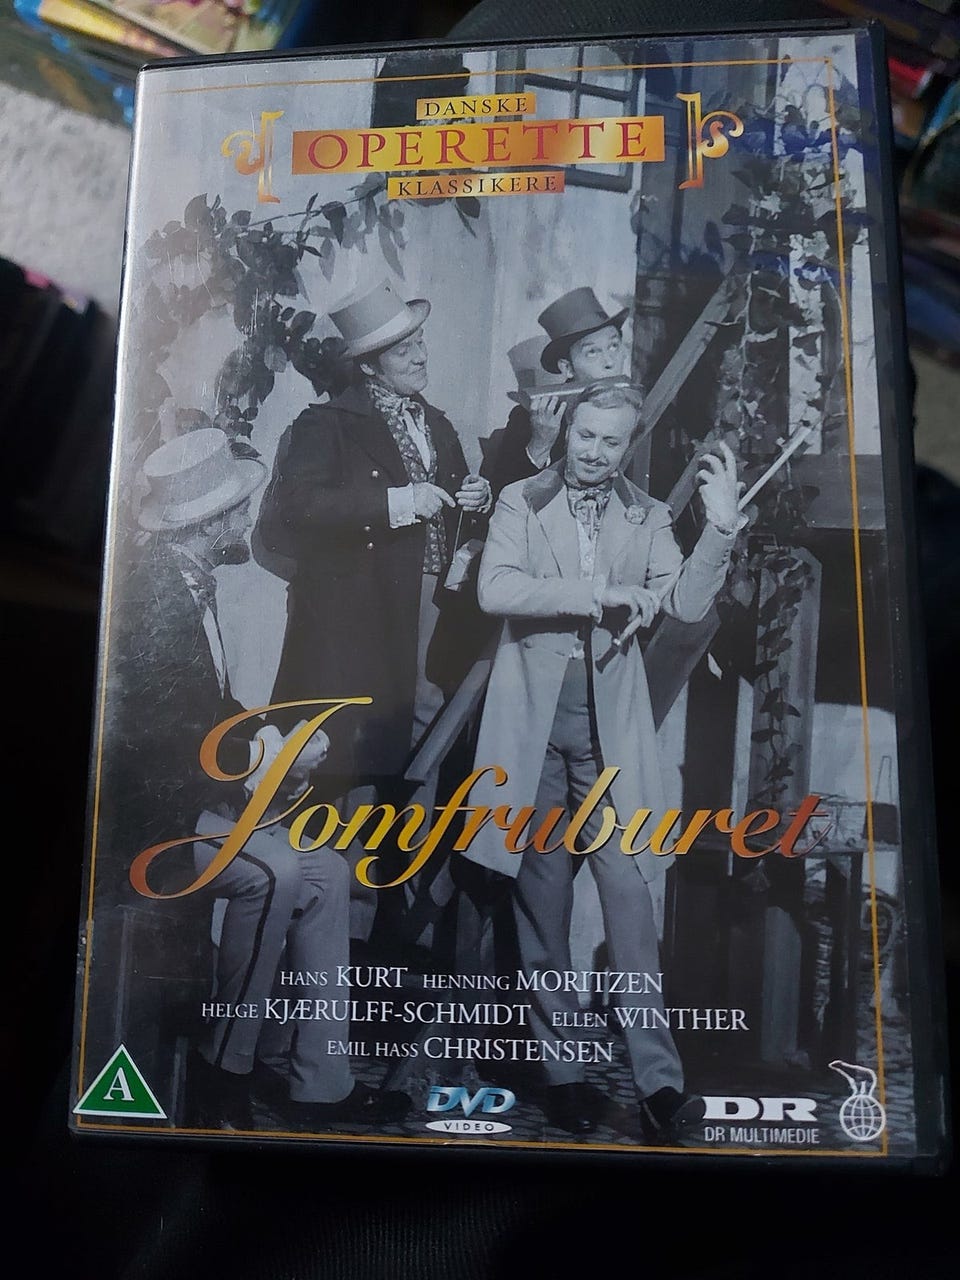 DANSKE
OPERETTE
KLASSIKERE
Jomfruburet
HANS KURT HENNING MORITZEN
HELGE KJÆRULFF-SCHMIDT ELLEN WINTHER
EMIL HASS CHRISTENSEN
A
DVD
VIDEO
DR
DR MULTIMEDIE